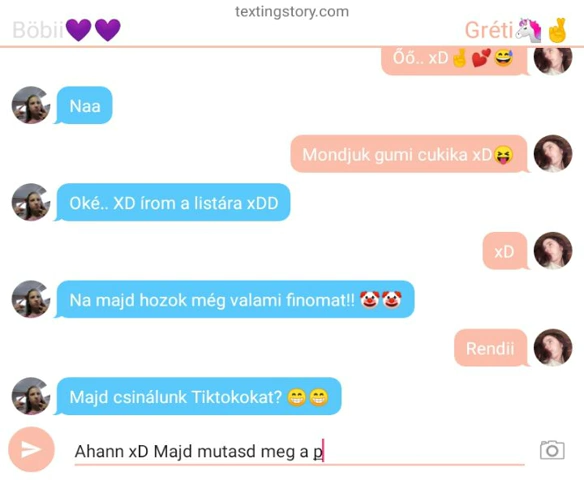 textingstory.com
Böbii💜💜
Gréti🦄🤞
Őő.. xD🤞💕😅
Naa
Mondjuk gumi cukika xD😝
Oké.. XD írom a listára xDD
xD
Na majd hozok még valami finomat!! 🤡🤡
Rendii
Majd csinálunk Tiktokokat? 😁😁
Ahann xD Majd mutasd meg a p